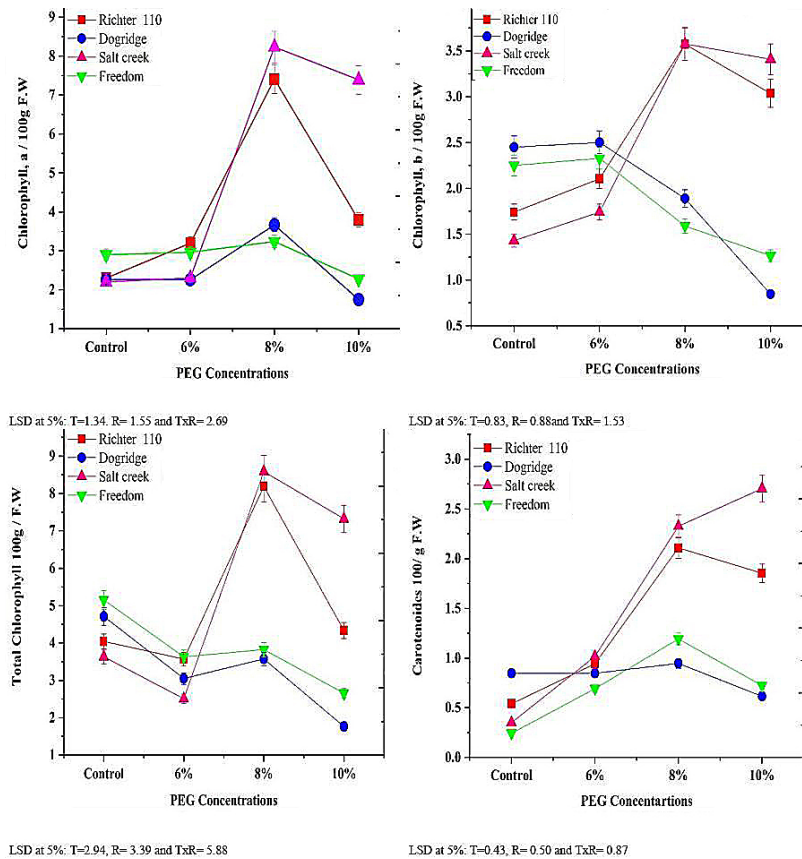 Richter 110
Dogridge
Salt creek
Freedom
Chlorophyll, a / 100g F.W
9
8
7
6
5
4
3
2
1
Control 6% 8% 10%
PEG Concentrations
LSD at 5%: T=1.34. R= 1.55 and TxR= 2.69
Richter 110
Dogridge
Salt creek
Freedom
Chlorophyll, b / 100g F.W
3.5
3.0
2.5
2.0
1.5
1.0
0.5
Control 6% 8% 10%
PEG Concentrations
LSD at 5%: T=0.83, R= 0.88and TxR= 1.53
Richter 110
Dogridge
Salt creek
Freedom
Total Chlorophyll 100g / F.W
9
8
7
6
5
4
3
2
1
Control 6% 8% 10%
PEG Concentrations
LSD at 5%: T=2.94, R= 3.39 and TxR= 5.88
Richter 110
Dogridge
Salt creek
Freedom
Carotenoidcs 100/ g F.W
3.0
2.5
2.0
1.5
1.0
0.5
0.0
Control 6% 8% 10%
PEG Concentartions
LSD at 5%: T=0.43, R= 0.50 and TxR= 0.87